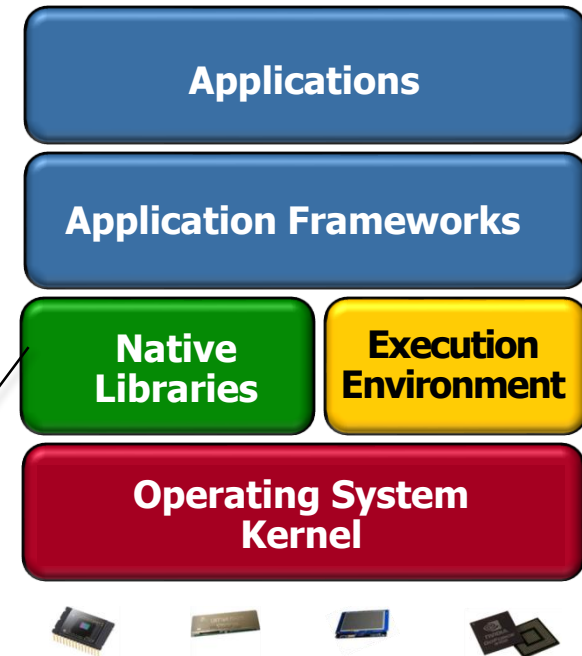 Applications
Application Frameworks
Native
Libraries
Execution
Environment
Operating System
Kernel